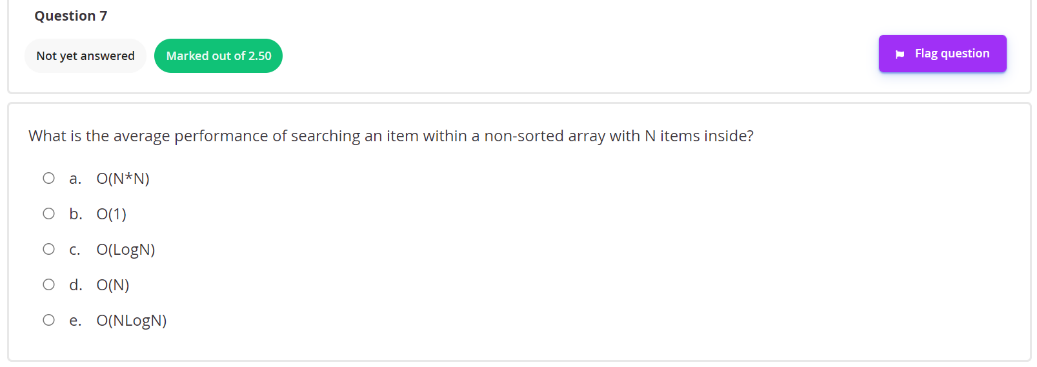 Question 7
Not yet answered
Marked out of 2.50
Flag question
What is the average performance of searching an item within a non-sorted array with N items inside?
a. O(N*N)
b. O(1)
c. O(LogN)
d. O(N)
e. O(NLogN)